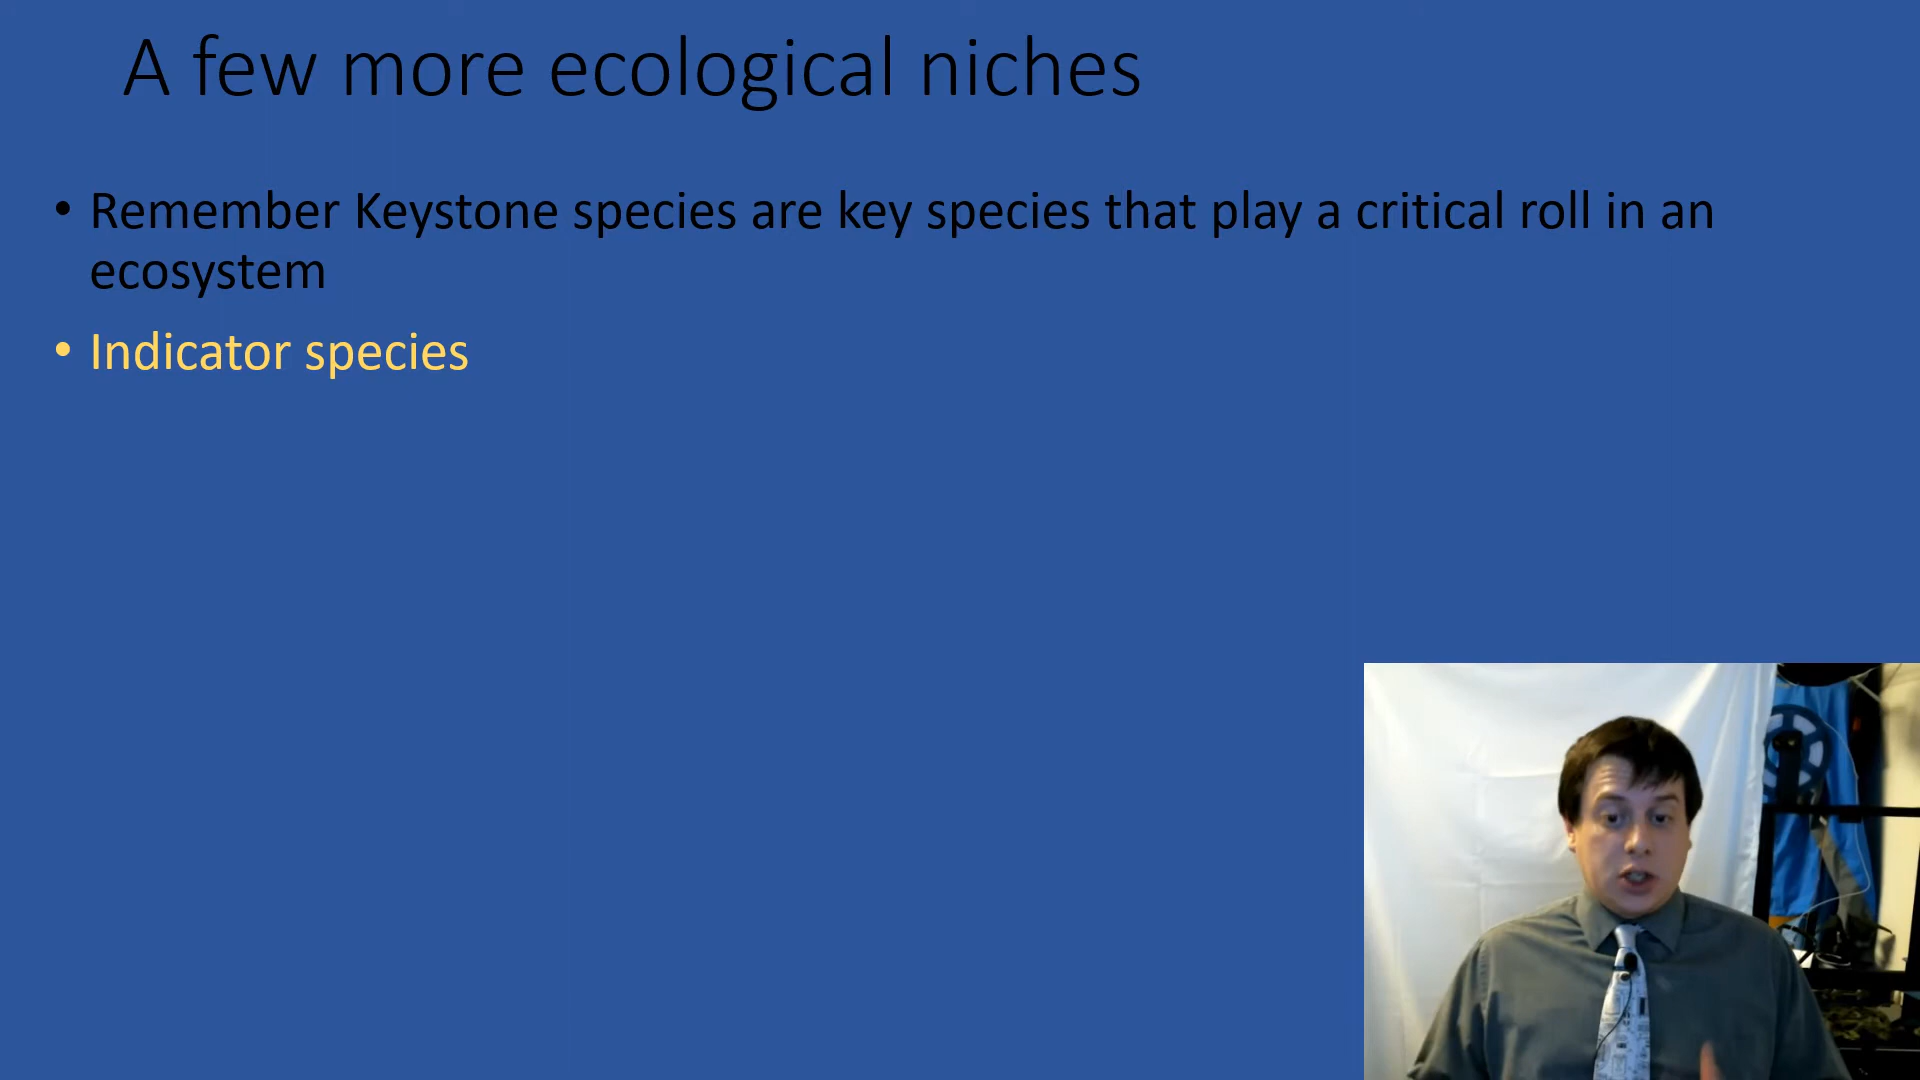 A few more ecological niches
• Remember Keystone species are key species that play a critical roll in an
ecosystem
• Indicator species